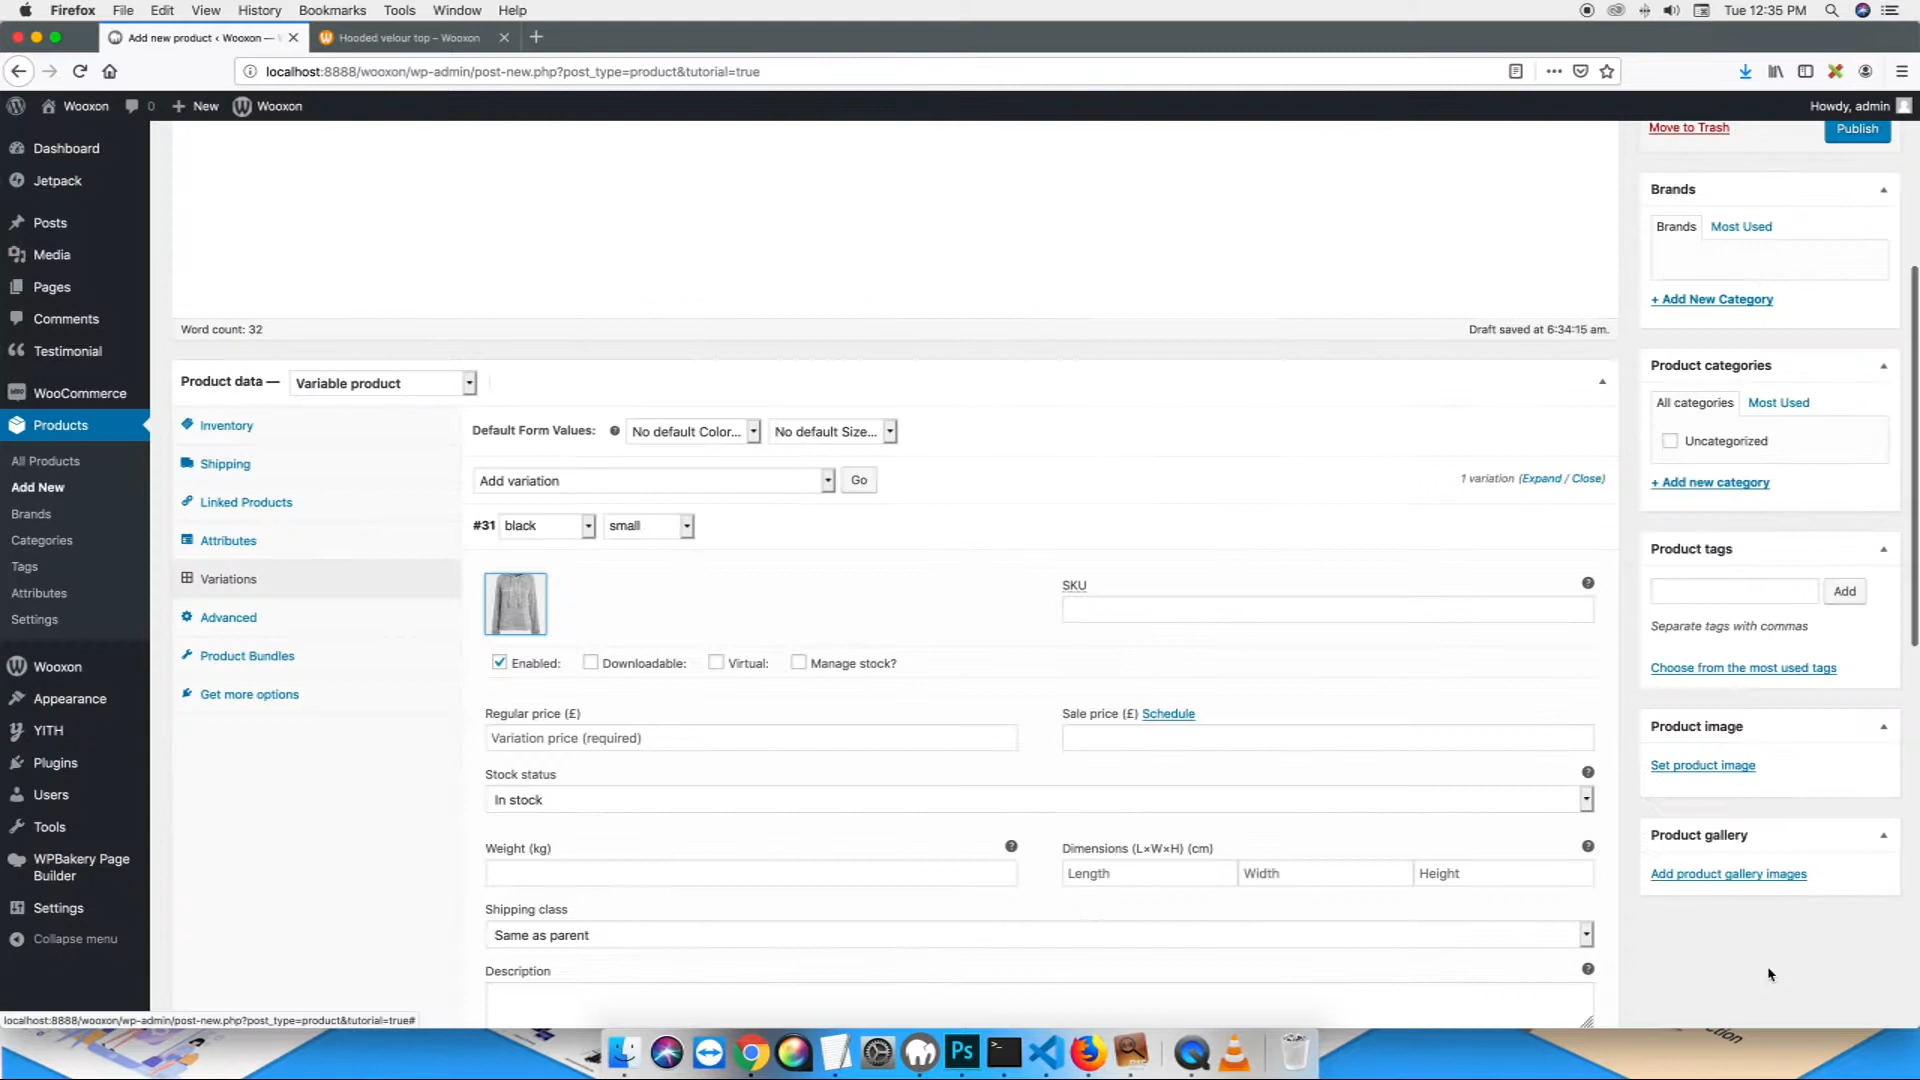 Firefox File Edit View History Bookmarks Tools Window Help Tue 12:35 PM
Add new product ‹ Wooxon — Hooded velour top – Wooxon
localhost:8888/wooxon/wp-admin/post-new.php?post_type=product&tutorial=true
Wooxon 0 New Wooxon Howdy, admin
Dashboard
Jetpack
Posts
Media
Pages
Comments
Testimonial
WooCommerce
Products
All Products
Add New
Brands
Categories
Tags
Attributes
Settings
Wooxon
Appearance
YITH
Plugins
Users
Tools
WPBakery Page
Builder
Settings
Collapse menu
Word count: 32 Draft saved at 6:34:15 am.
Product data — Variable product
Inventory
Shipping
Linked Products
Attributes
Variations
Advanced
Product Bundles
Get more options
Default Form Values: No default Color... No default Size...
Add variation Go 1 variation (Expand / Close)
#31 black small
SKU
Enabled: Downloadable: Virtual: Manage stock?
Regular price (£) Sale price (£) Schedule
Variation price (required)
Stock status
In stock
Weight (kg) Dimensions (L×W×H) (cm)
Length Width Height
Shipping class
Same as parent
Description
Move to Trash Publish
Brands
Brands Most Used
+ Add New Category
Product categories
All categories Most Used
Uncategorized
+ Add new category
Product tags
Add
Separate tags with commas
Choose from the most used tags
Product image
Set product image
Product gallery
Add product gallery images
localhost:8888/wooxon/wp-admin/post-new.php?post_type=product&tutorial=true#
Ps